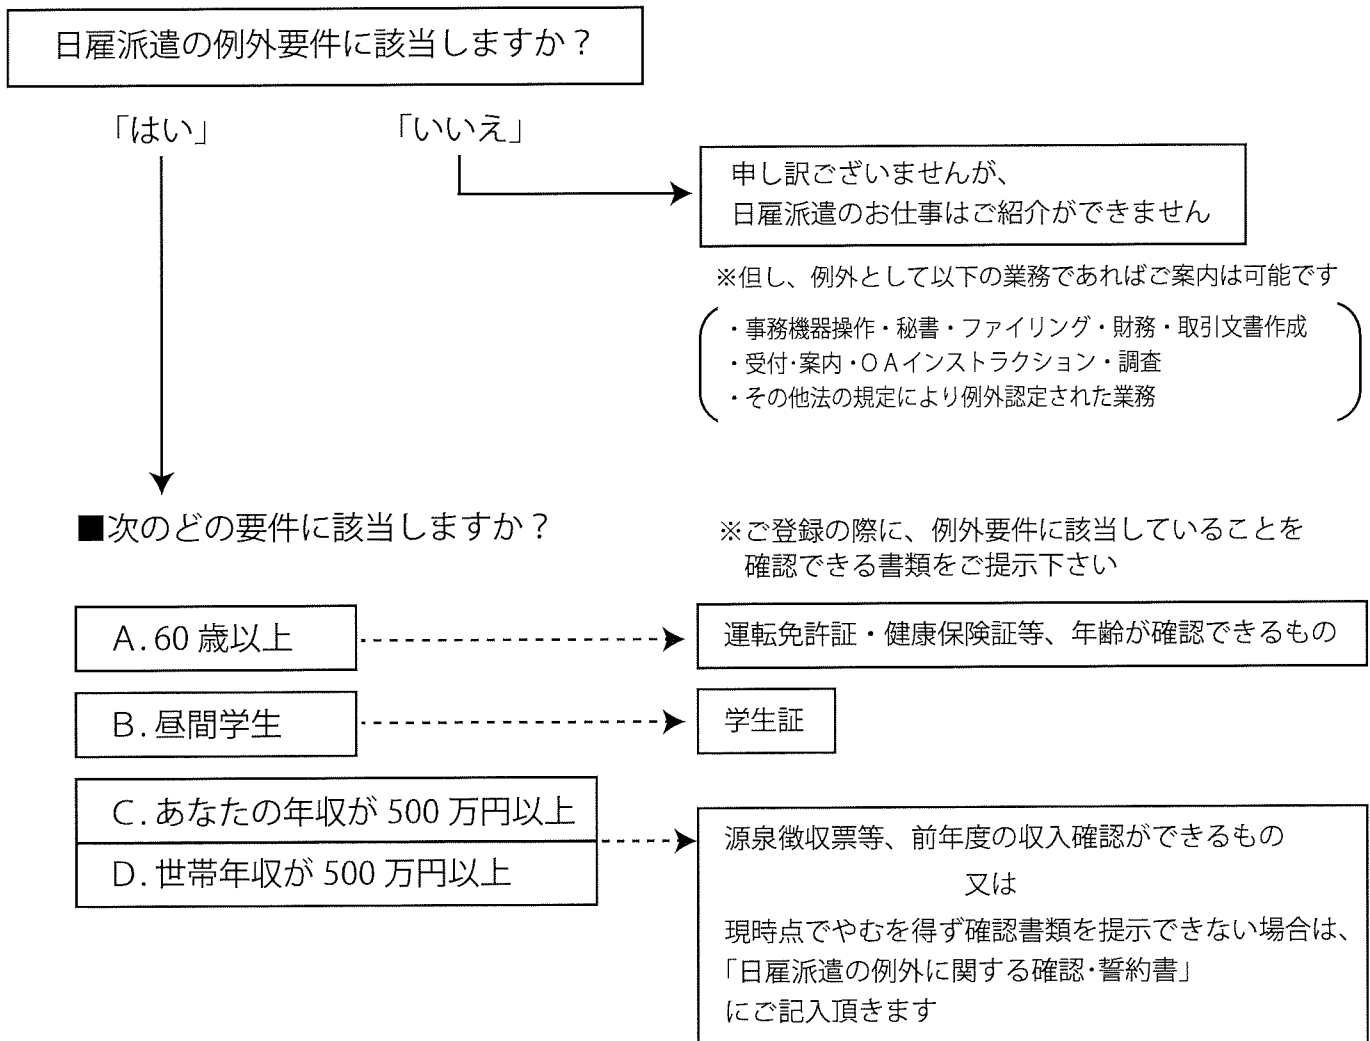 日雇派遣の例外要件に該当しますか？
「はい」
「いいえ」
申し訳ございませんが、
日雇派遣のお仕事はご紹介ができません
※但し、例外として以下の業務であればご案内は可能です
・事務機器操作・秘書・ファイリング・財務・取引文書作成
・受付・案内・ＯＡインストラクション・調査
・その他法の規定により例外認定された業務
■次のどの要件に該当しますか？
※ご登録の際に、例外要件に該当していることを
確認できる書類をご提示下さい
Ａ. 60 歳以上
運転免許証・健康保険証等、年齢が確認できるもの
Ｂ. 昼間学生
学生証
Ｃ. あなたの年収が 500 万円以上
Ｄ. 世帯年収が 500 万円以上
源泉徴収票等、前年度の収入確認ができるもの
又は
現時点でやむを得ず確認書類を提示できない場合は、
「日雇派遣の例外に関する確認・誓約書」
にご記入頂きます